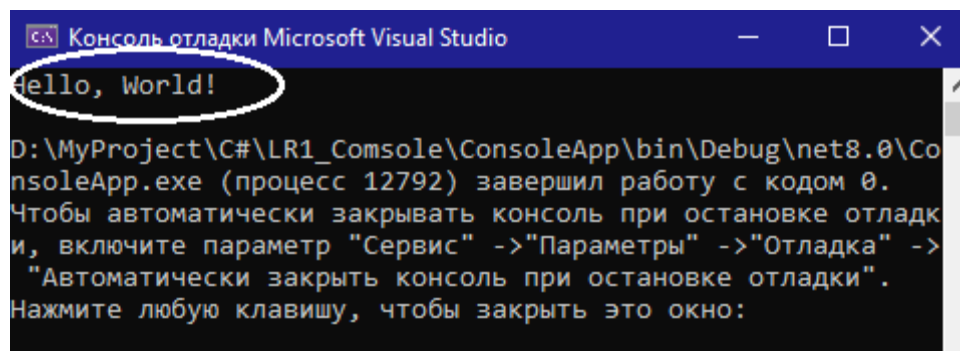 Консоль отладки Microsoft Visual Studio
Hello, World!
D:\MyProject\C#\LR1_Comsole\ConsoleApp\bin\Debug\net8.0\Co
nsoleApp.exe (процесс 12792) завершил работу с кодом 0.
Чтобы автоматически закрывать консоль при остановке отладк
и, включите параметр "Сервис" ->"Параметры" ->"Отладка" ->
"Автоматически закрыть консоль при остановке отладки".
Нажмите любую клавишу, чтобы закрыть это окно: